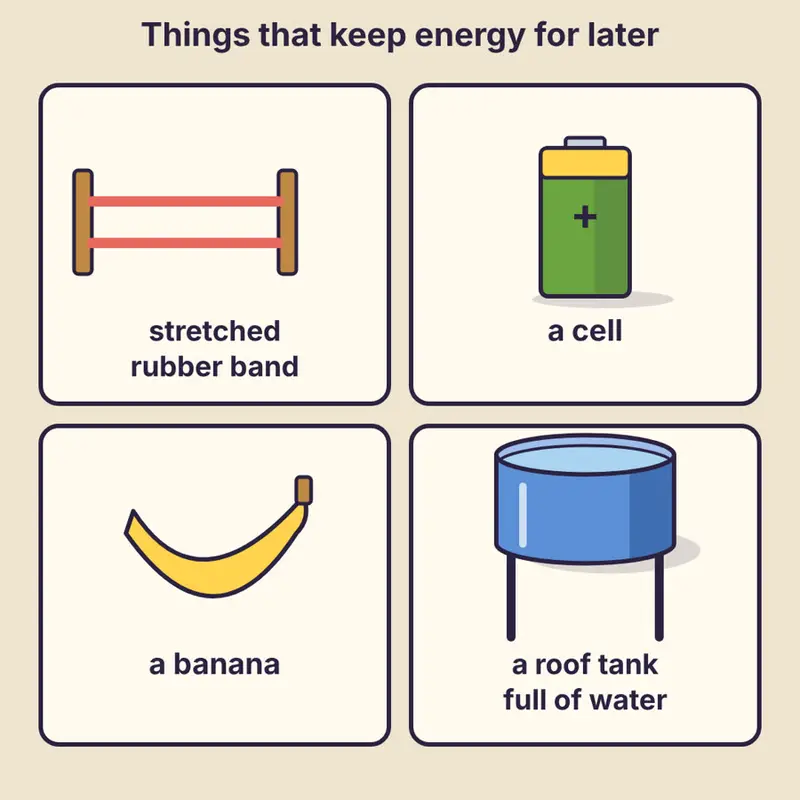 Things that keep energy for later
stretched
rubber band
+
a cell
a banana
a roof tank
full of water